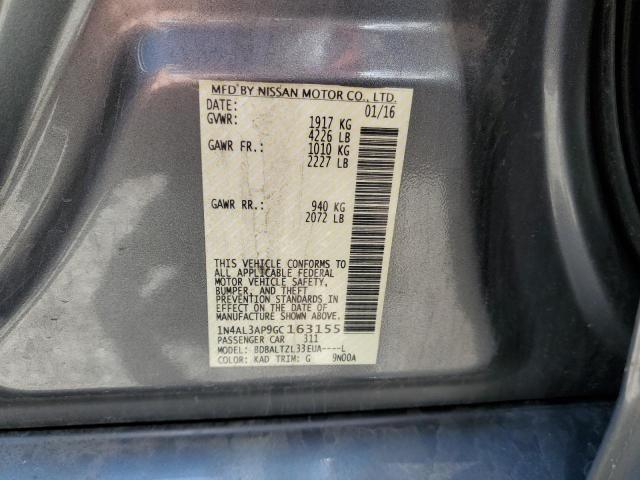 MFD BY NISSAN MOTOR CO., LTD.
DATE: 01/16
GVWR: 1917 KG
4226 LB
GAWR FR.: 1010 KG
2227 LB
GAWR RR.: 940 KG
2072 LB
THIS VEHICLE CONFORMS TO
ALL APPLICABLE FEDERAL
MOTOR VEHICLE SAFETY,
BUMPER, AND THEFT
PREVENTION STANDARDS IN
EFFECT ON THE DATE OF
MANUFACTURE SHOWN ABOVE.
1N4AL3AP9GC163155
PASSENGER CAR 311
MODEL: BDBALTZL33EUA----L
COLOR: KAD TRIM: G 9N00A